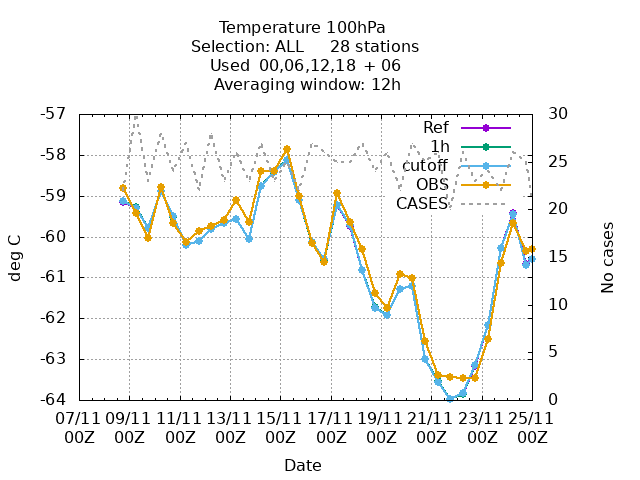 Temperature 100hPa
Selection: ALL 28 stations
Used 00,06,12,18 + 06
Averaging window: 12h
-57
-58
-59
-60
-61
-62
-63
-64
deg C
30
25
20
15
10
5
0
No cases
Ref
1h
cutoff
OBS
CASES
07/11 09/11 11/11 13/11 15/11 17/11 19/11 21/11 23/11 25/11
00Z 00Z 00Z 00Z 00Z 00Z 00Z 00Z 00Z 00Z
Date